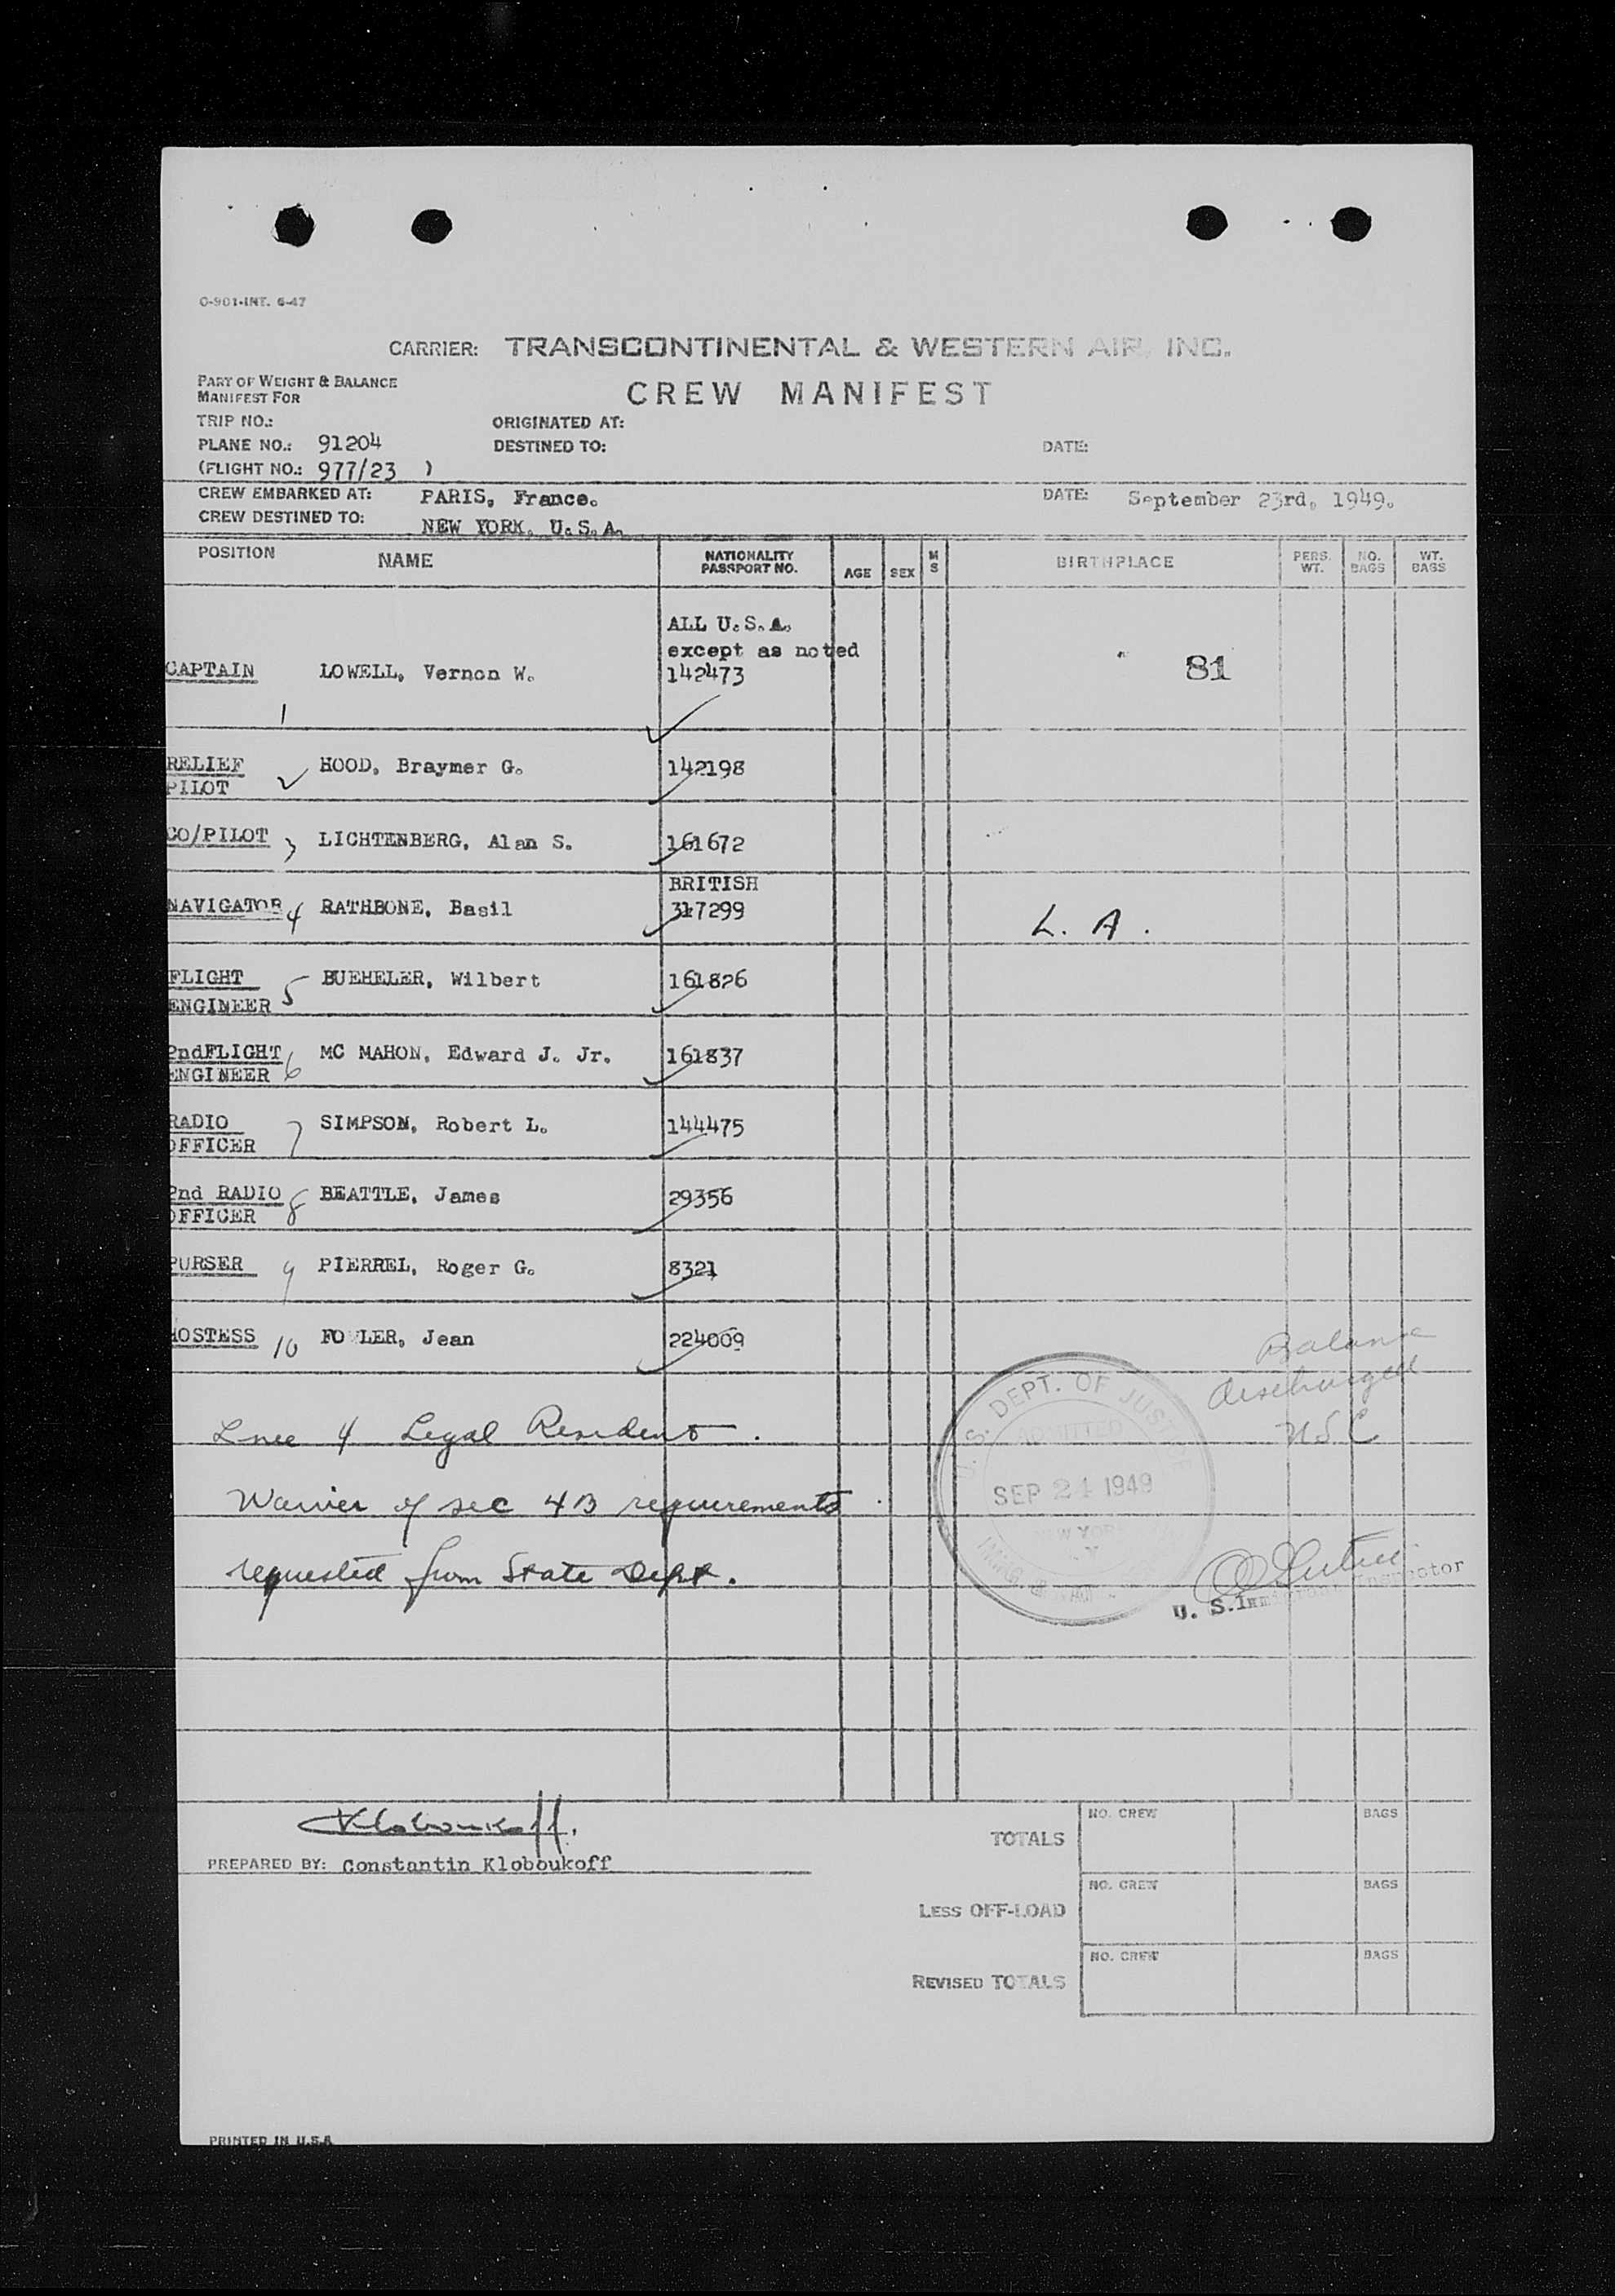 O-901-INT. 6-47
CARRIER: TRANSCONTINENTAL & WESTERN AIR, INC.
PART OF WEIGHT & BALANCE
MANIFEST FOR
CREW MANIFEST
TRIP NO.: ORIGINATED AT:
PLANE NO.: 91204 DESTINED TO: DATE:
(FLIGHT NO.: 977/23 )
CREW EMBARKED AT: PARIS, France. DATE: September 23rd, 1949.
CREW DESTINED TO: NEW YORK, U.S.A.
POSITION NAME NATIONALITY PASSPORT NO. AGE SEX M S BIRTHPLACE PERS. WT. NO. BAGS WT. BAGS
ALL U.S.A.
except as noted
CAPTAIN LOWELL, Vernon W. 142473 81
1
RELIEF HOOD, Braymer G. 142198
PILOT 2
CO/PILOT 3 LICHTENBERG, Alan S. 161672
BRITISH
NAVIGATOR 4 RATHBONE, Basil 317299 L. A.
FLIGHT 5 BUEHELER, Wilbert 161826
ENGINEER
2ndFLIGHT 6 MC MAHON, Edward J. Jr. 161837
ENGINEER
RADIO 7 SIMPSON, Robert L. 144475
OFFICER
2nd RADIO 8 BEATTLE, James 29356
OFFICER
PURSER 9 PIERREL, Roger G. 8321
HOSTESS 10 FO LER, Jean 224009
Balance
discharged
USC
Line 4 Legal Resident.
Waiver of sec 4B requirements.
requested from State Dept.
U. S. DEPT. OF JUSTICE
ADMITTED
SEP 24 1949
NEW YORK
U. S. Immigrant Inspector
Kloboukoff.
PREPARED BY: Constantin Kloboukoff
TOTALS NO. CREW BAGS
LESS OFF-LOAD NO. CREW BAGS
REVISED TOTALS NO. CREW BAGS
PRINTED IN U.S.A.